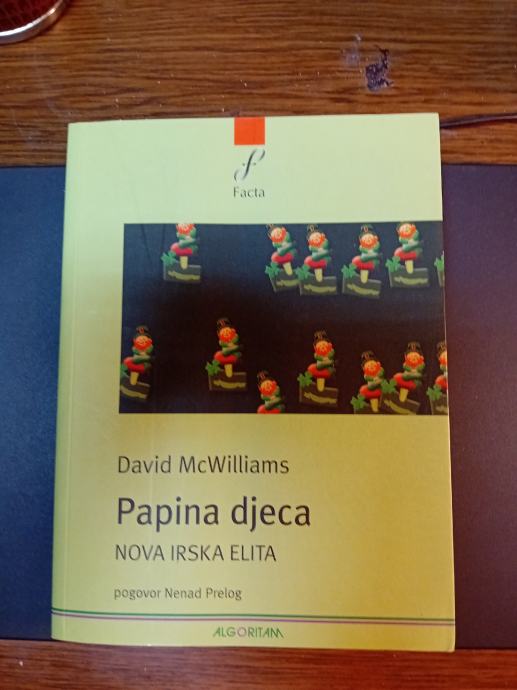 Facta
David McWilliams
Papina djeca
NOVA IRSKA ELITA
pogovor Nenad Prelog
ALGORITAM